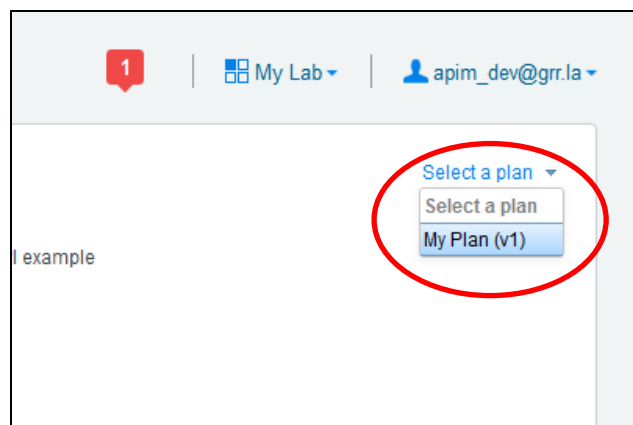 1
My Lab
apim_dev@grr.la
Select a plan
Select a plan
My Plan (v1)
l example